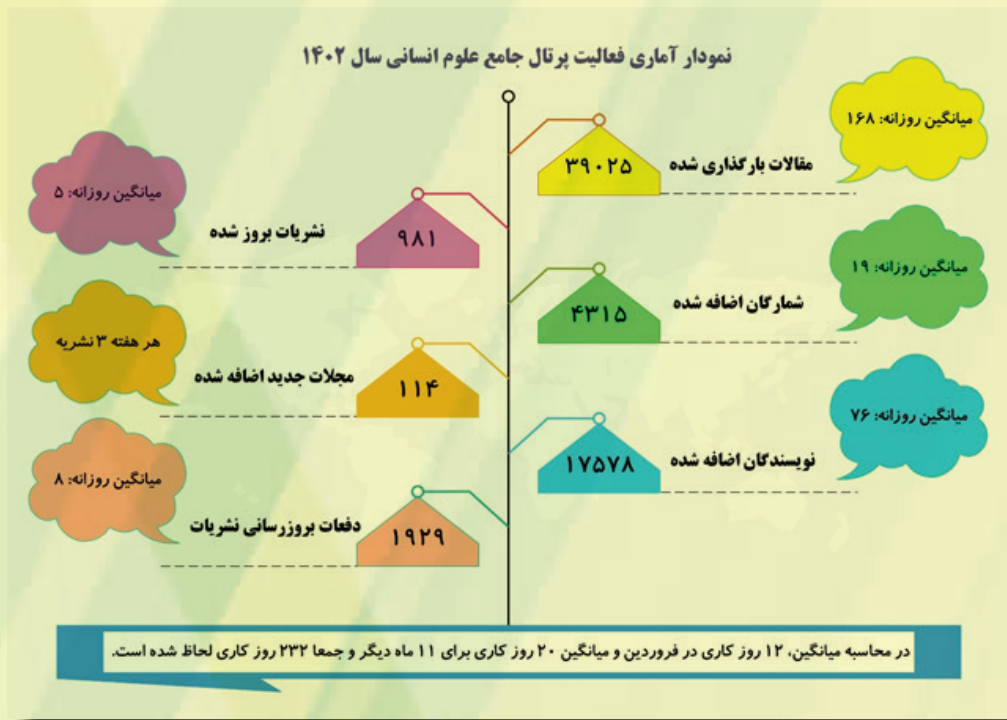 نمودار آماری فعالیت پرتال جامع علوم انسانی سال ۱۴۰۲
میانگین روزانه: ۱۶۸
مقالات بارگذاری شده
۳۹۰۲۵
میانگین روزانه: ۵
نشریات بروز شده
۹۸۱
میانگین روزانه: ۱۹
شمارگان اضافه شده
۴۳۱۵
هر هفته ۳ نشریه
مجلات جدید اضافه شده
۱۱۴
میانگین روزانه: ۷۶
نویسندگان اضافه شده
۱۷۵۷۸
میانگین روزانه: ۸
دفعات بروزرسانی نشریات
۱۹۲۹
در محاسبه میانگین، ۱۲ روز کاری در فروردین و میانگین ۲۰ روز کاری برای ۱۱ ماه دیگر و جمعا ۲۳۲ روز کاری لحاظ شده است.